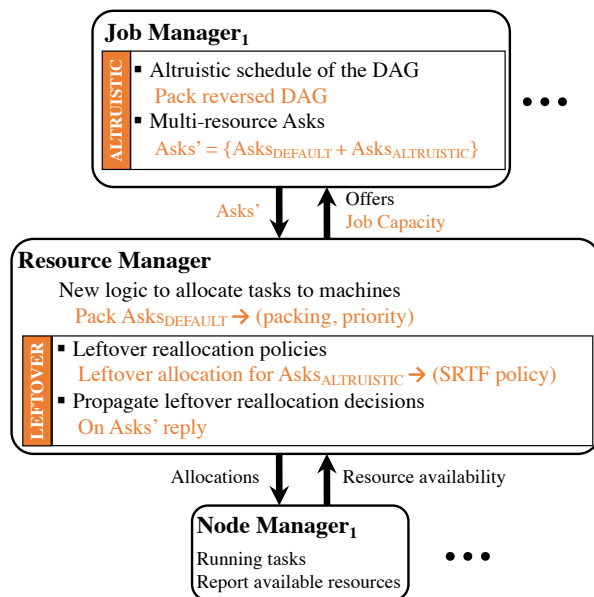 Job Manager1
ALTRUISTIC
▪ Altruistic schedule of the DAG
Pack reversed DAG
▪ Multi-resource Asks
Asks’ = {AsksDEFAULT + AsksALTRUISTIC}
•••
Asks’
Offers
Job Capacity
Resource Manager
New logic to allocate tasks to machines
Pack AsksDEFAULT → (packing, priority)
LEFTOVER
▪ Leftover reallocation policies
Leftover allocation for AsksALTRUISTIC → (SRTF policy)
▪ Propagate leftover reallocation decisions
On Asks’ reply
Allocations
Resource availability
Node Manager1
Running tasks
Report available resources
•••